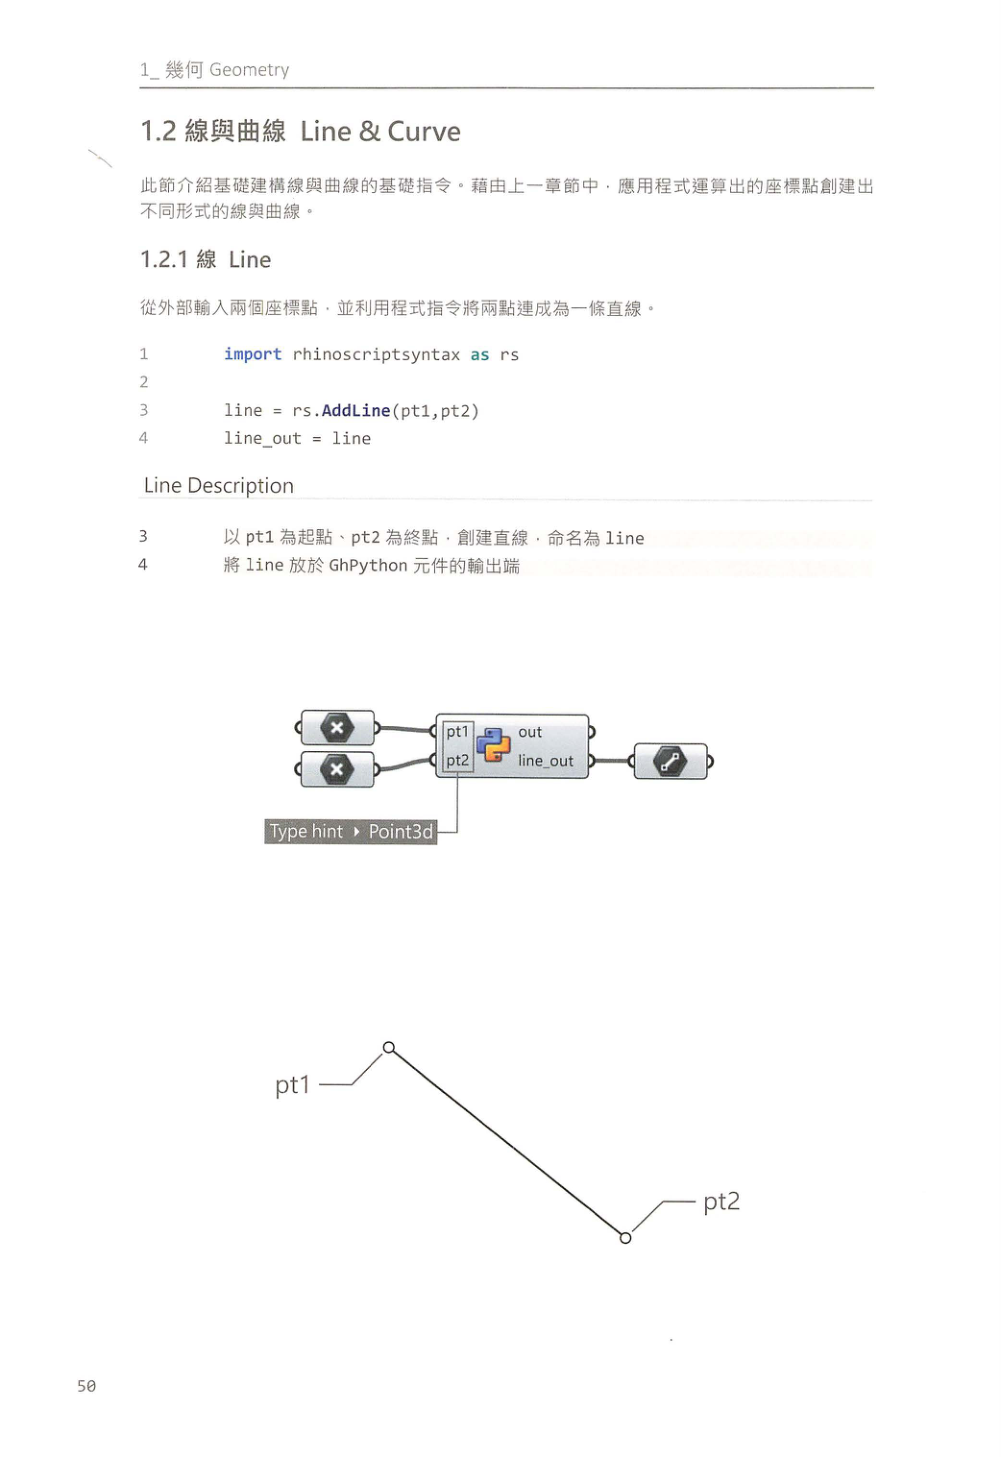 1_ 幾何 Geometry
1.2 線與曲線 Line & Curve
此節介紹基礎建構線與曲線的基礎指令。藉由上一章節中，應用程式運算出的座標點創建出
不同形式的線與曲線。
1.2.1 線 Line
從外部輸入兩個座標點，並利用程式指令將兩點連成為一條直線。
1 import rhinoscriptsyntax as rs
2
3 line = rs.AddLine(pt1,pt2)
4 line_out = line
Line Description
3 以 pt1 為起點、pt2 為終點，創建直線，命名為 line
4 將 line 放於 GhPython 元件的輸出端
pt1 out
pt2 line_out
Type hint ▸ Point3d
pt1
pt2
50